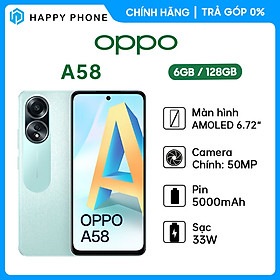 HAPPY PHONE
CHÍNH HÃNG | TRẢ GÓP 0%
oppo
A58
6GB / 128GB
OPPO
A58
Màn hình
AMOLED 6.72"
Camera
Chính: 50MP
Pin
5000mAh
Sạc
33W